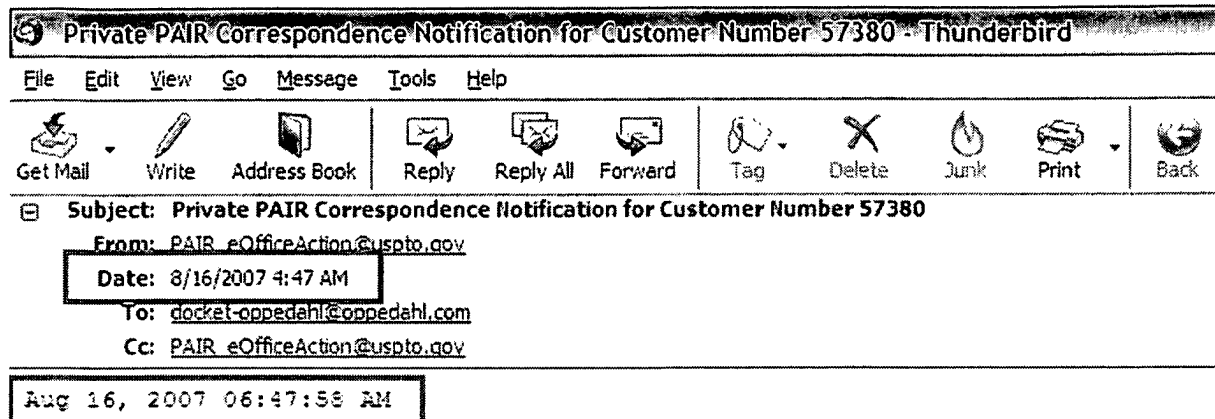 Private PAIR Correspondence Notification for Customer Number 57380 - Thunderbird
File Edit View Go Message Tools Help
Get Mail Write Address Book Reply Reply All Forward Tag Delete Junk Print Back
Subject: Private PAIR Correspondence Notification for Customer Number 57380
From: PAIR_eOfficeAction@uspto.gov
Date: 8/16/2007 4:47 AM
To: docket-oppedahl@oppedahl.com
Cc: PAIR_eOfficeAction@uspto.gov
Aug 16, 2007 06:47:58 AM